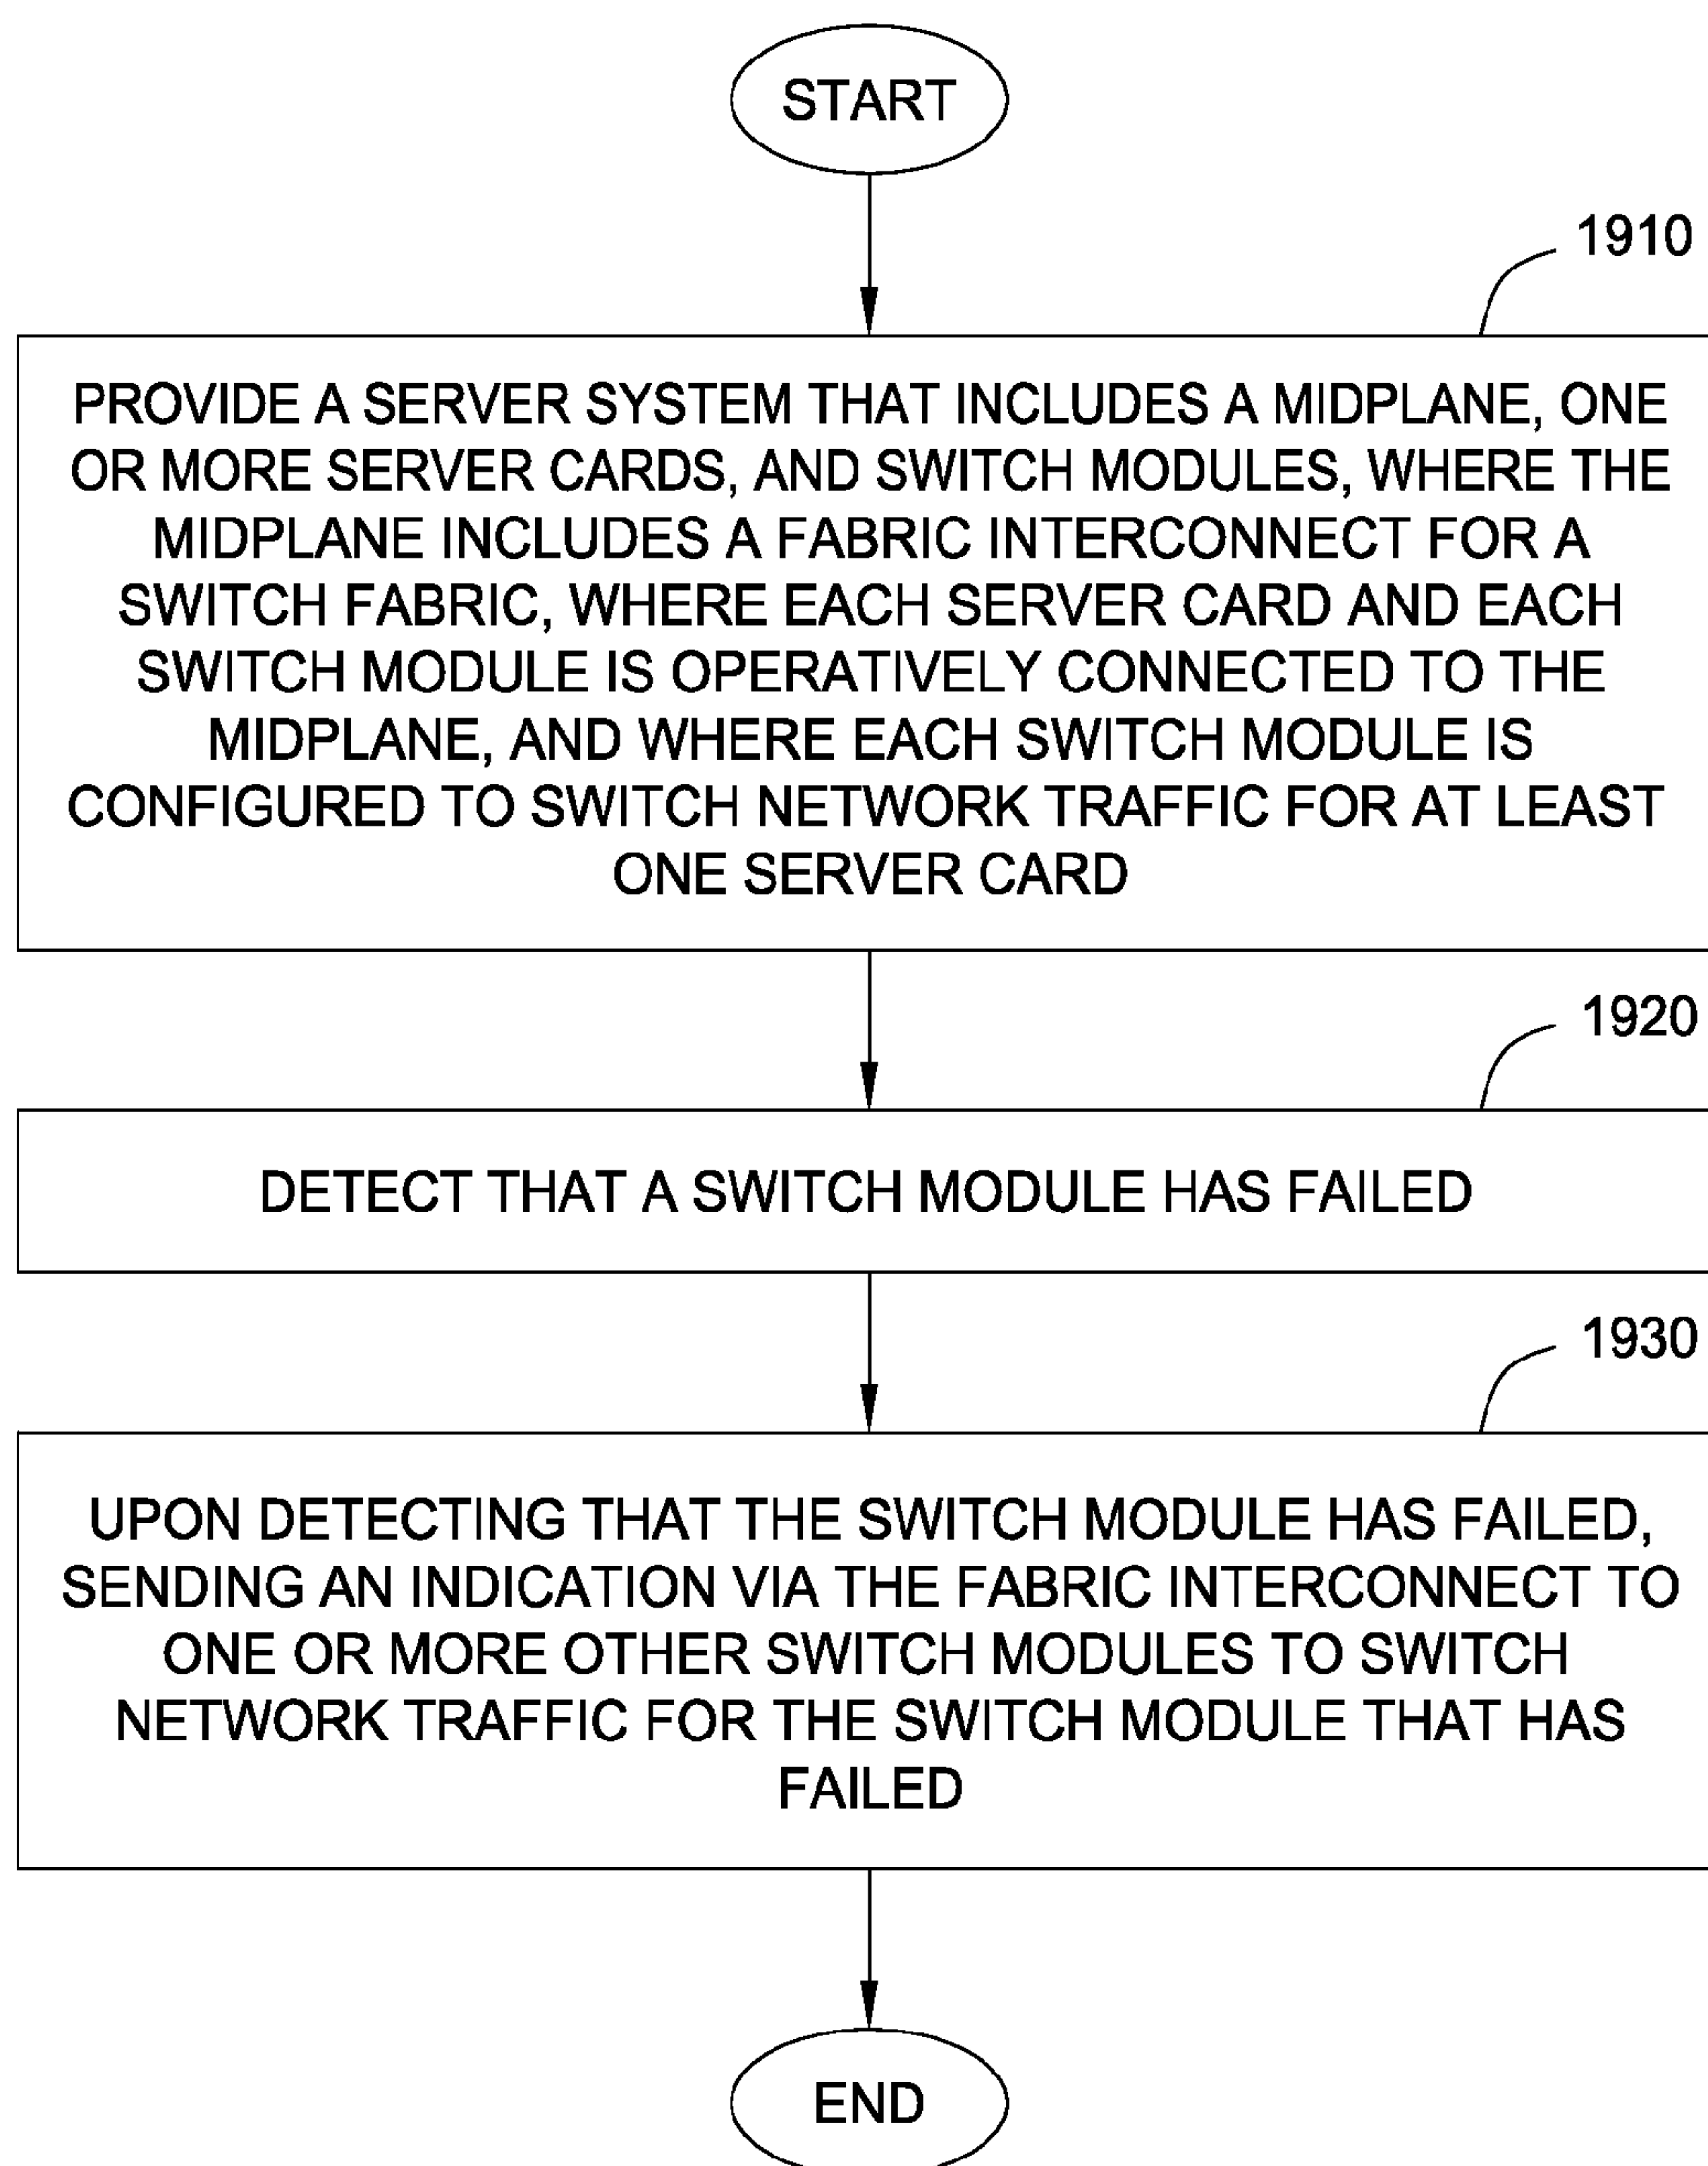 START
1910
PROVIDE A SERVER SYSTEM THAT INCLUDES A MIDPLANE, ONE
OR MORE SERVER CARDS, AND SWITCH MODULES, WHERE THE
MIDPLANE INCLUDES A FABRIC INTERCONNECT FOR A
SWITCH FABRIC, WHERE EACH SERVER CARD AND EACH
SWITCH MODULE IS OPERATIVELY CONNECTED TO THE
MIDPLANE, AND WHERE EACH SWITCH MODULE IS
CONFIGURED TO SWITCH NETWORK TRAFFIC FOR AT LEAST
ONE SERVER CARD
1920
DETECT THAT A SWITCH MODULE HAS FAILED
1930
UPON DETECTING THAT THE SWITCH MODULE HAS FAILED,
SENDING AN INDICATION VIA THE FABRIC INTERCONNECT TO
ONE OR MORE OTHER SWITCH MODULES TO SWITCH
NETWORK TRAFFIC FOR THE SWITCH MODULE THAT HAS
FAILED
END